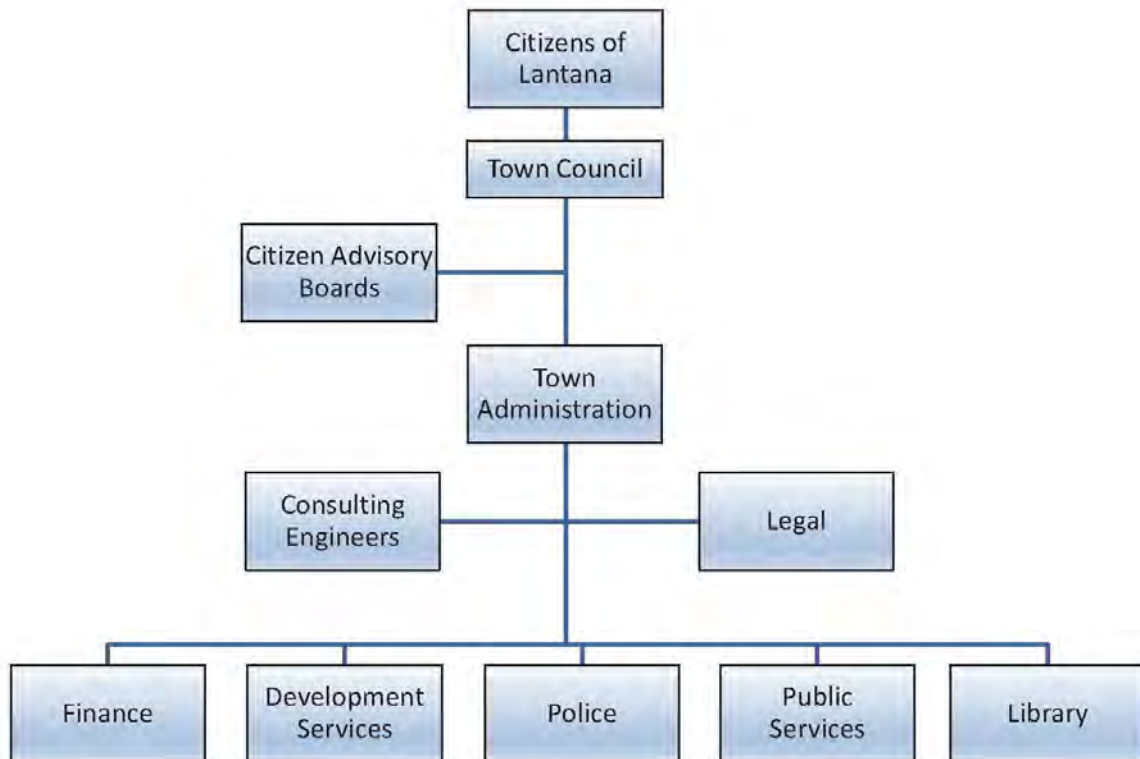 Citizens of
Lantana
Town Council
Citizen Advisory
Boards
Town
Administration
Consulting
Engineers
Legal
Finance
Development
Services
Police
Public
Services
Library